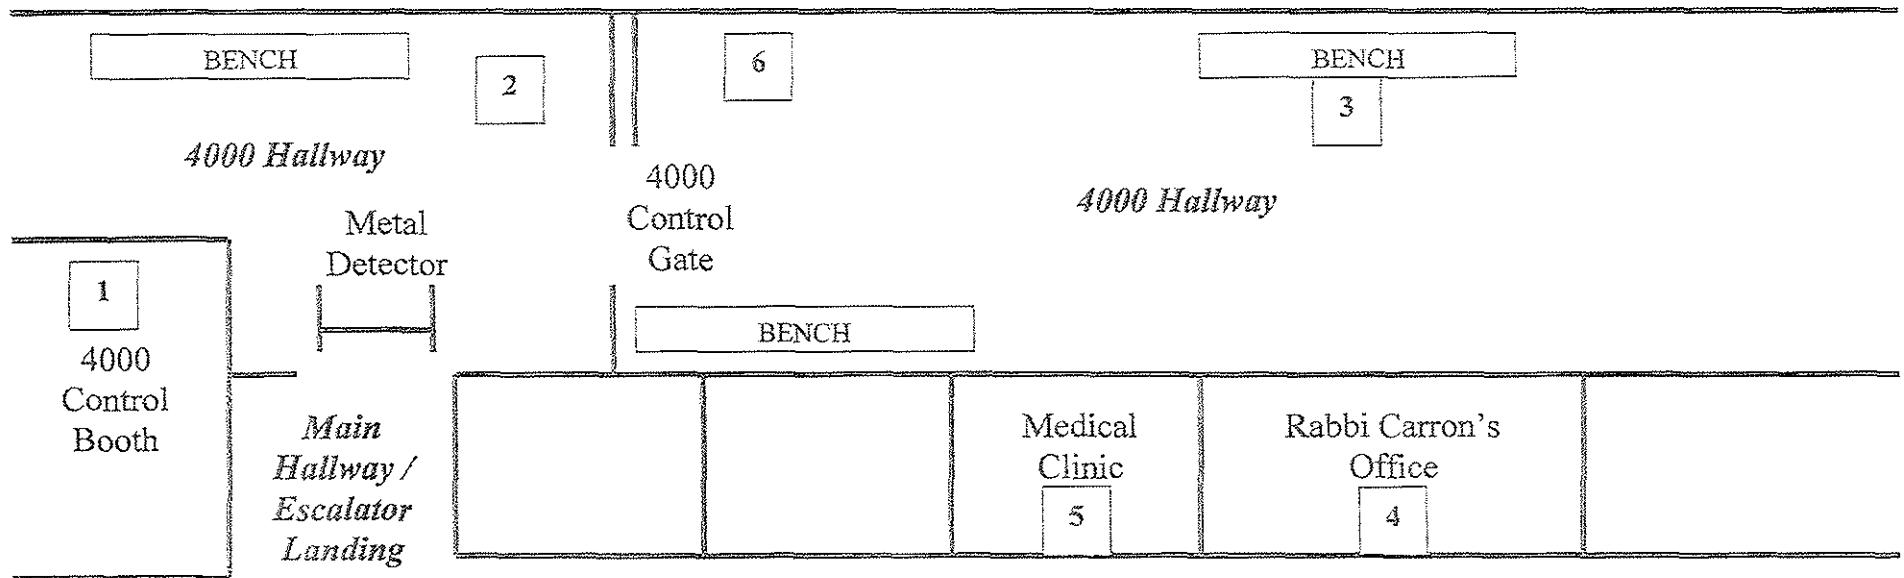 BENCH
2
6
BENCH
3
4000 Hallway
4000
Control
Gate
4000 Hallway
Metal
Detector
1
4000
Control
Booth
BENCH
Main
Hallway /
Escalator
Landing
Medical
Clinic
5
Rabbi Carron's
Office
4